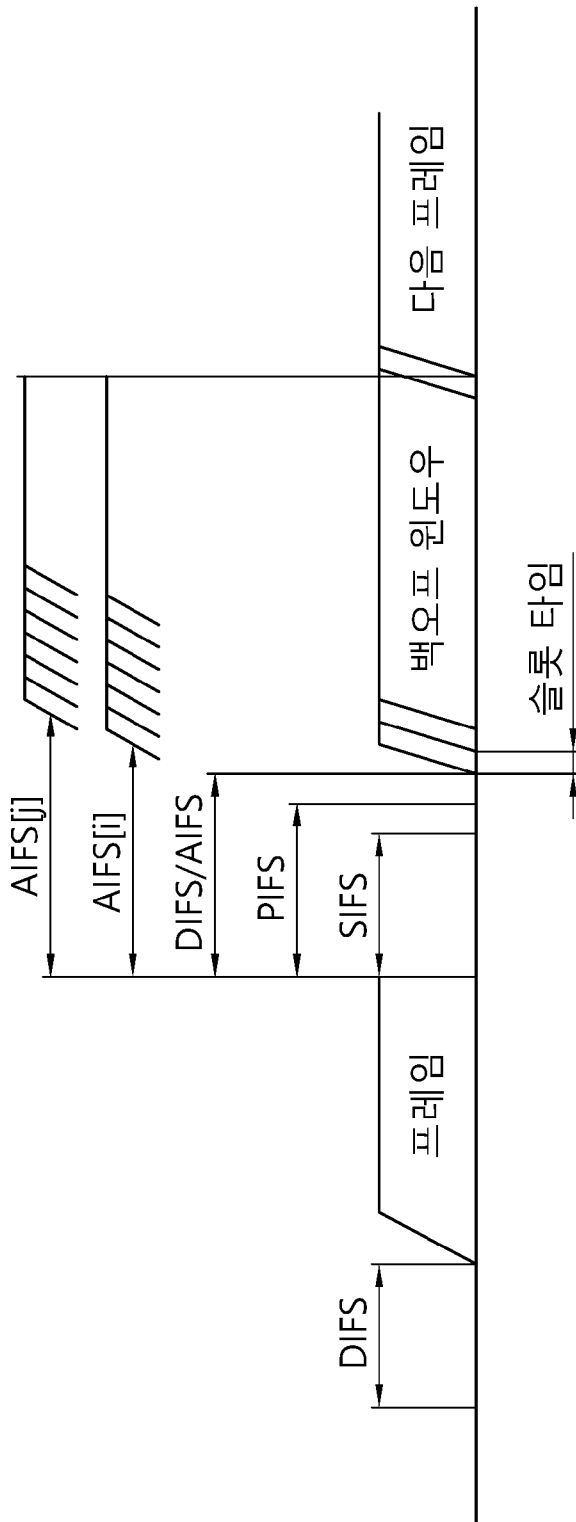 AIFS[j]
AIFS[i]
DIFS/AIFS
PIFS
DIFS
SIFS
프레임
백오프 윈도우
다음 프레임
슬롯 타임